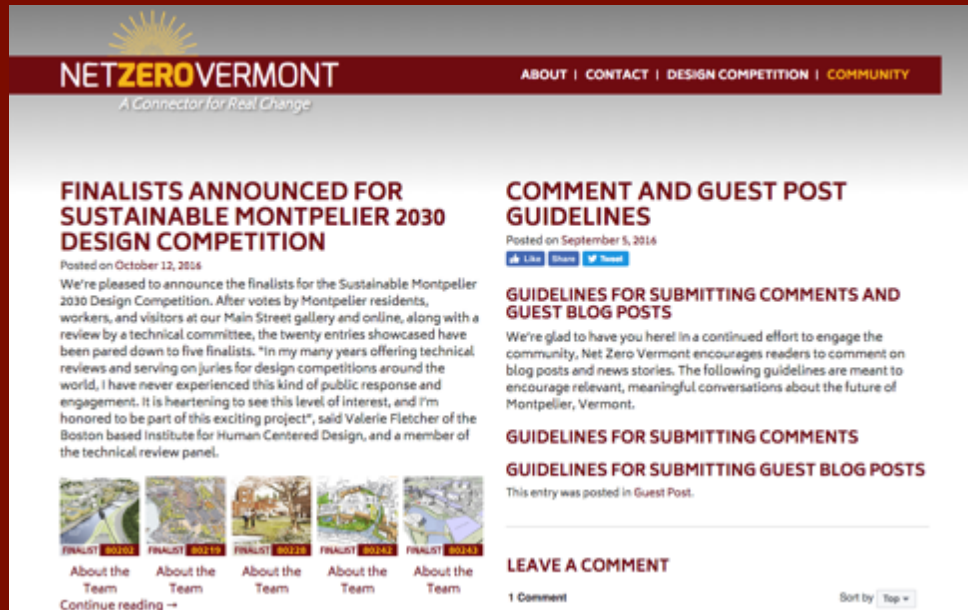 NETZEROVERMONT
A Connector for Real Change
ABOUT | CONTACT | DESIGN COMPETITION | COMMUNITY
FINALISTS ANNOUNCED FOR
SUSTAINABLE MONTPELIER 2030
DESIGN COMPETITION
Posted on October 12, 2016
We're pleased to announce the finalists for the Sustainable Montpelier
2030 Design Competition. After votes by Montpelier residents,
workers, and visitors at our Main Street gallery and online, along with a
review by a technical committee, the twenty entries showcased have
been pared down to five finalists. "In my many years offering technical
reviews and serving on juries for design competitions around the
world, I have never experienced this kind of public response and
engagement. It is heartening to see this level of interest, and I'm
honored to be part of this exciting project", said Valerie Fletcher of the
Boston based Institute for Human Centered Design, and a member of
the technical review panel.
FINALIST 80202 FINALIST 80219 FINALIST 80228 FINALIST 80242 FINALIST 80243
About the About the About the About the About the
Team Team Team Team Team
Continue reading →
COMMENT AND GUEST POST
GUIDELINES
Posted on September 5, 2016
Like Share Tweet
GUIDELINES FOR SUBMITTING COMMENTS AND
GUEST BLOG POSTS
We're glad to have you here! In a continued effort to engage the
community, Net Zero Vermont encourages readers to comment on
blog posts and news stories. The following guidelines are meant to
encourage relevant, meaningful conversations about the future of
Montpelier, Vermont.
GUIDELINES FOR SUBMITTING COMMENTS
GUIDELINES FOR SUBMITTING GUEST BLOG POSTS
This entry was posted in Guest Post.
LEAVE A COMMENT
1 Comment Sort by Top